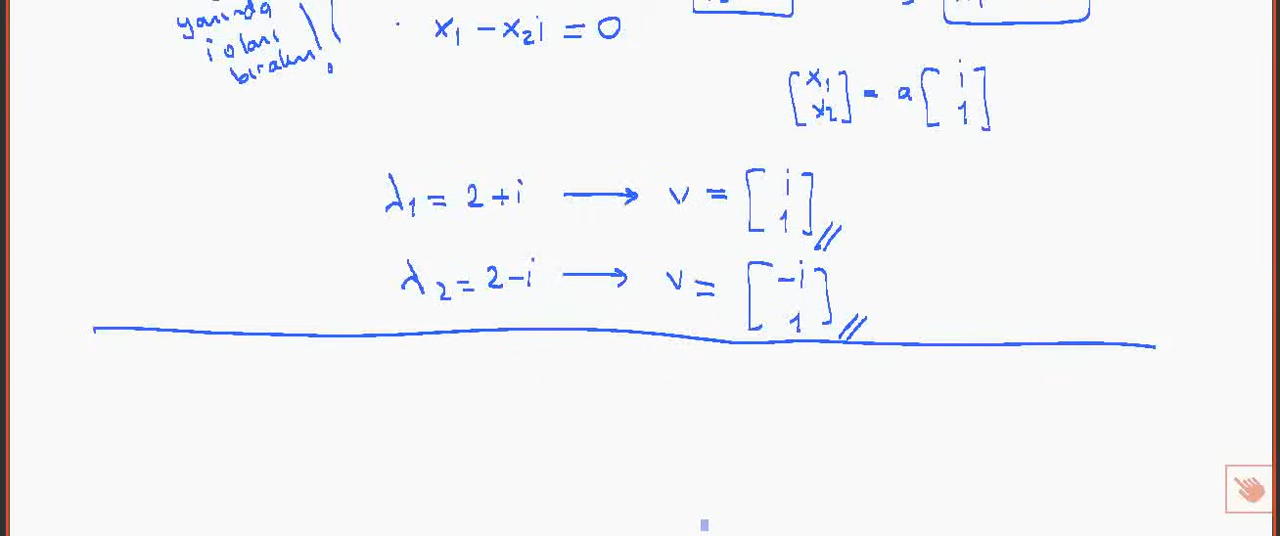 yanında
i olanı
bırakın!
x₁ - x₂i = 0
[x₁ x₂] = a [i 1]
λ₁ = 2+i → v = [i 1] //
λ₂ = 2-i → v = [-i 1] //